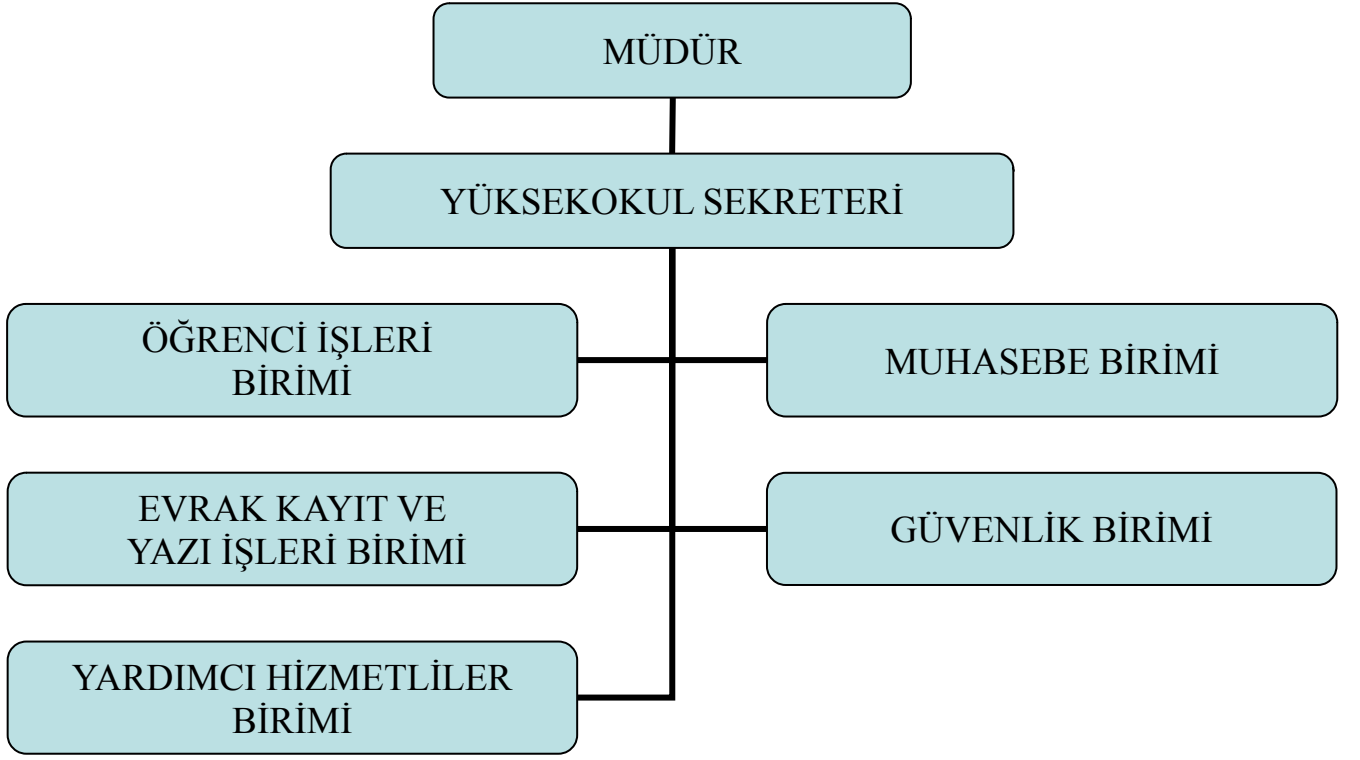 MÜDÜR
YÜKSEKOKUL SEKRETERİ
ÖĞRENCİ İŞLERİ
BİRİMİ
MUHASEBE BİRİMİ
EVRAK KAYIT VE
YAZI İŞLERİ BİRİMİ
GÜVENLİK BİRİMİ
YARDIMCI HİZMETLİLER
BİRİMİ